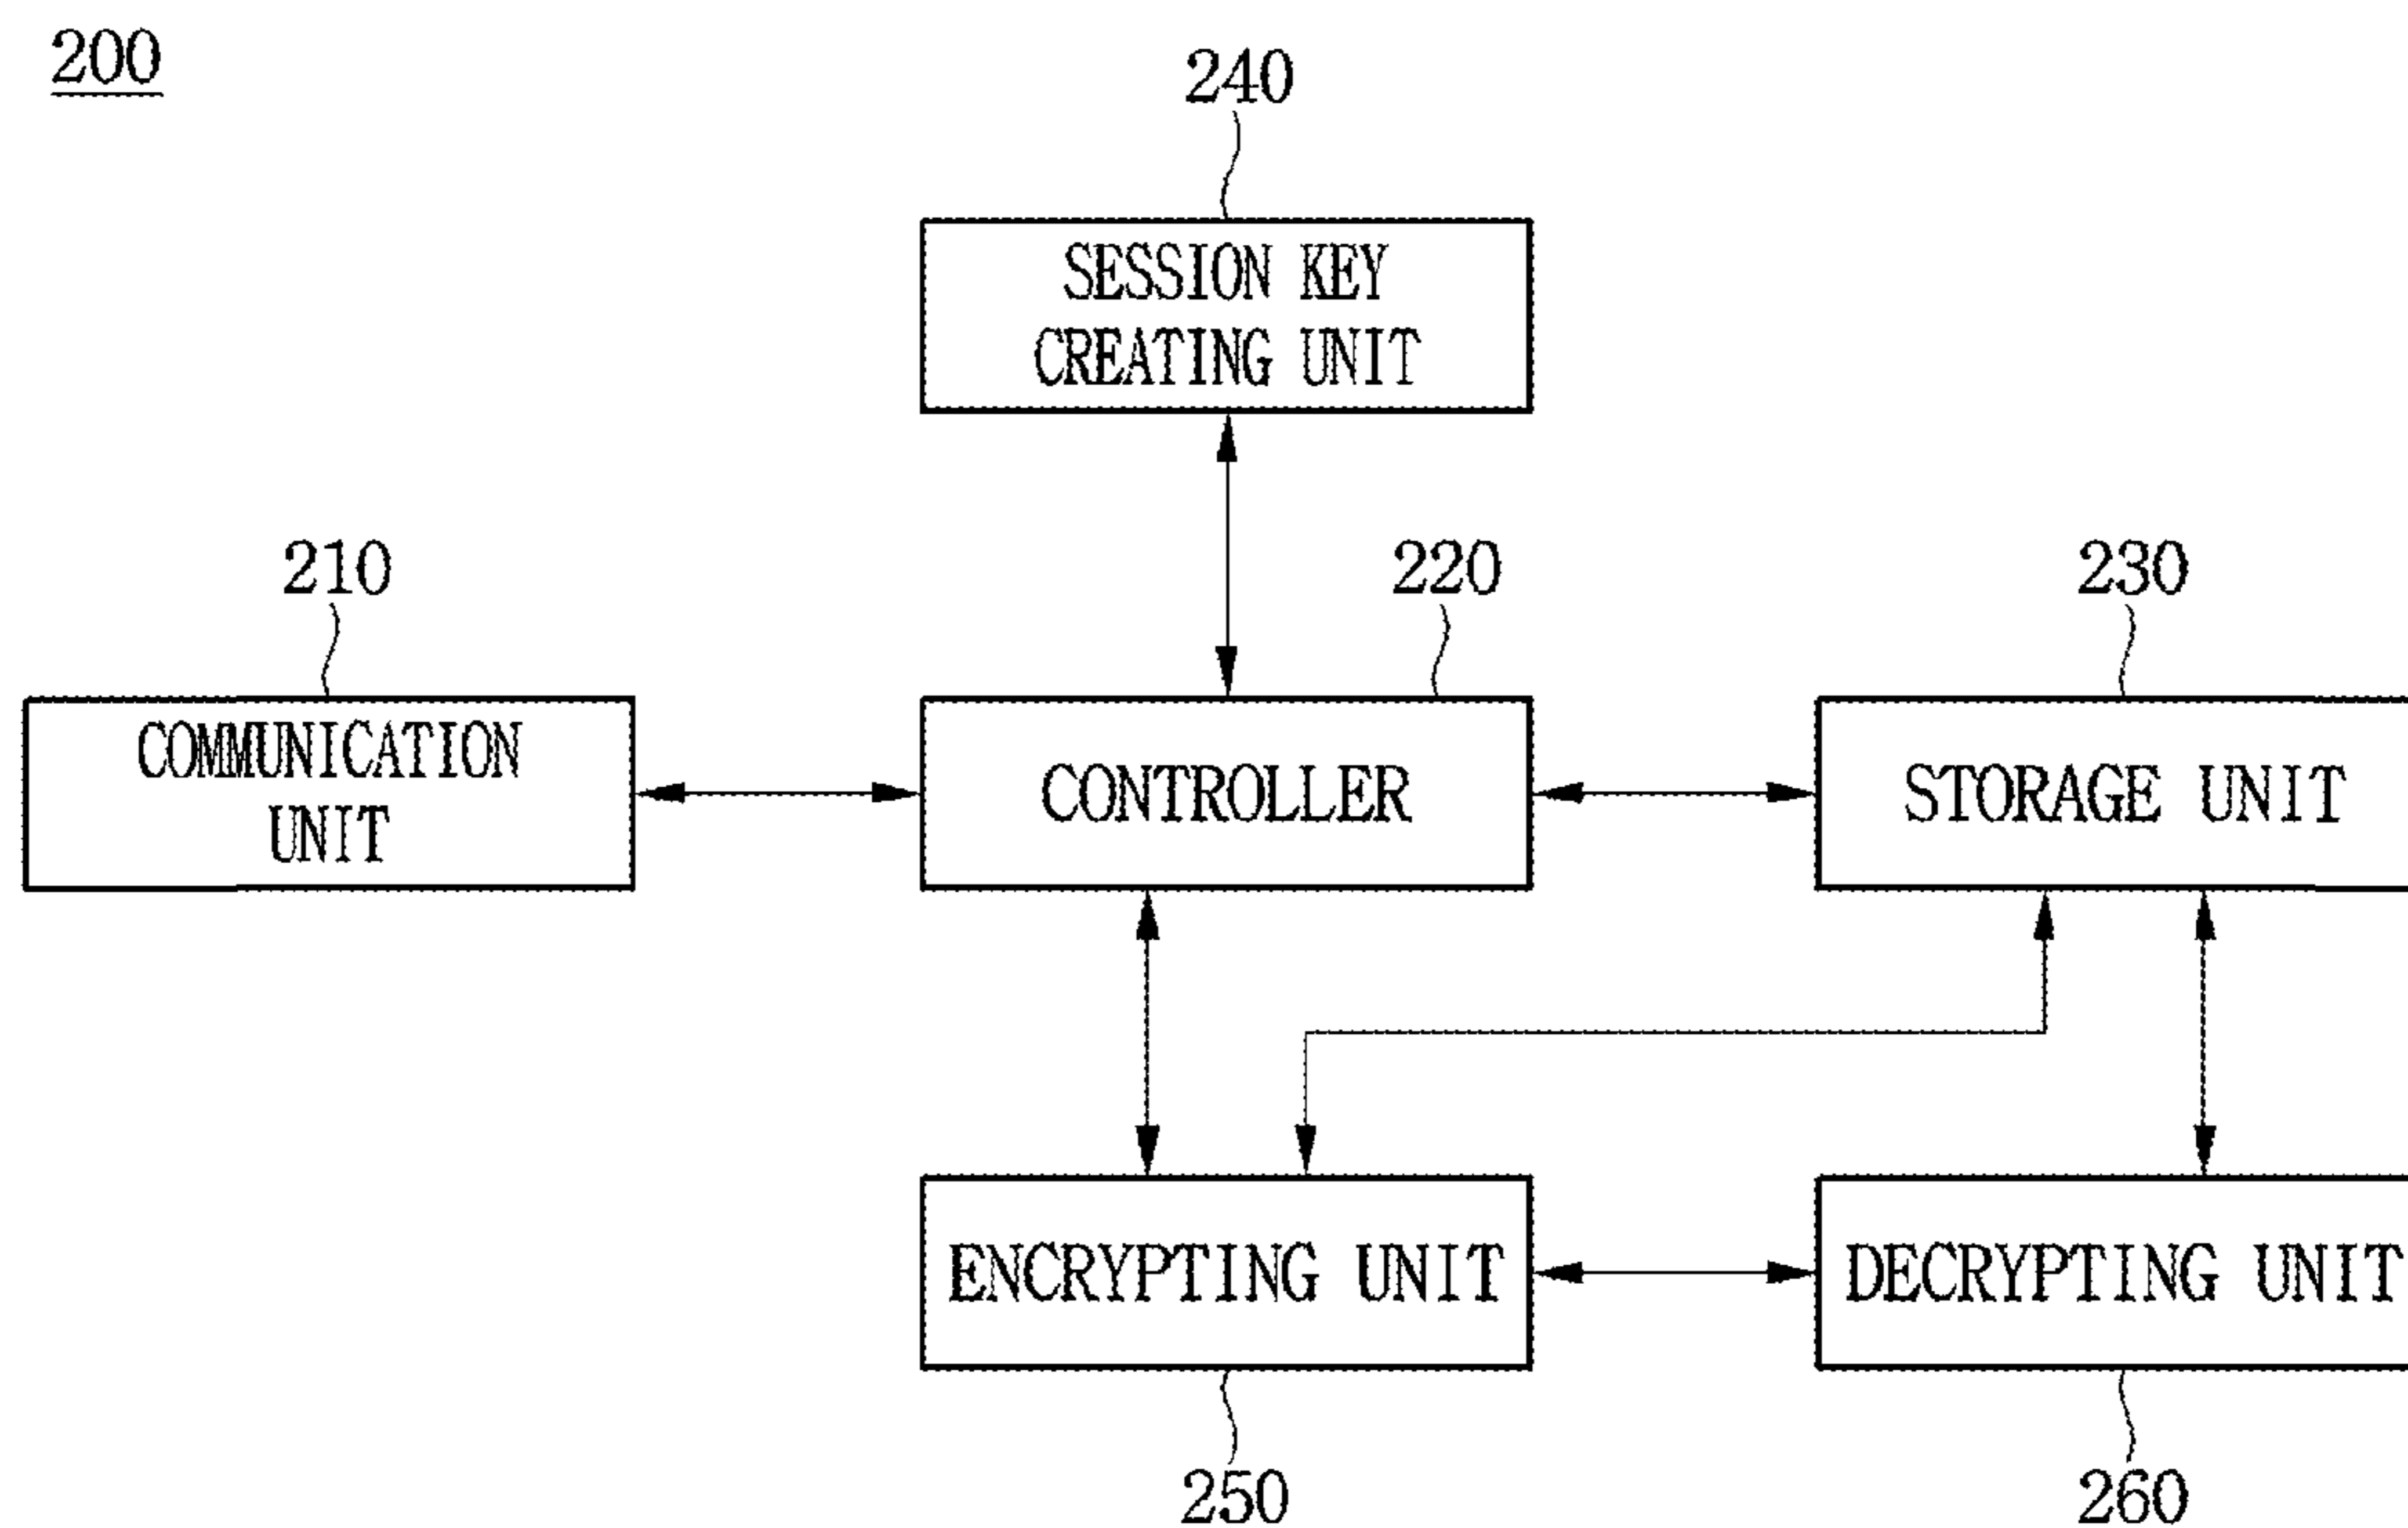 200
240
SESSION KEY
CREATING UNIT
210
220
230
COMMUNICATION
UNIT
CONTROLLER
STORAGE UNIT
ENCRYPTING UNIT
DECRYPTING UNIT
250
260